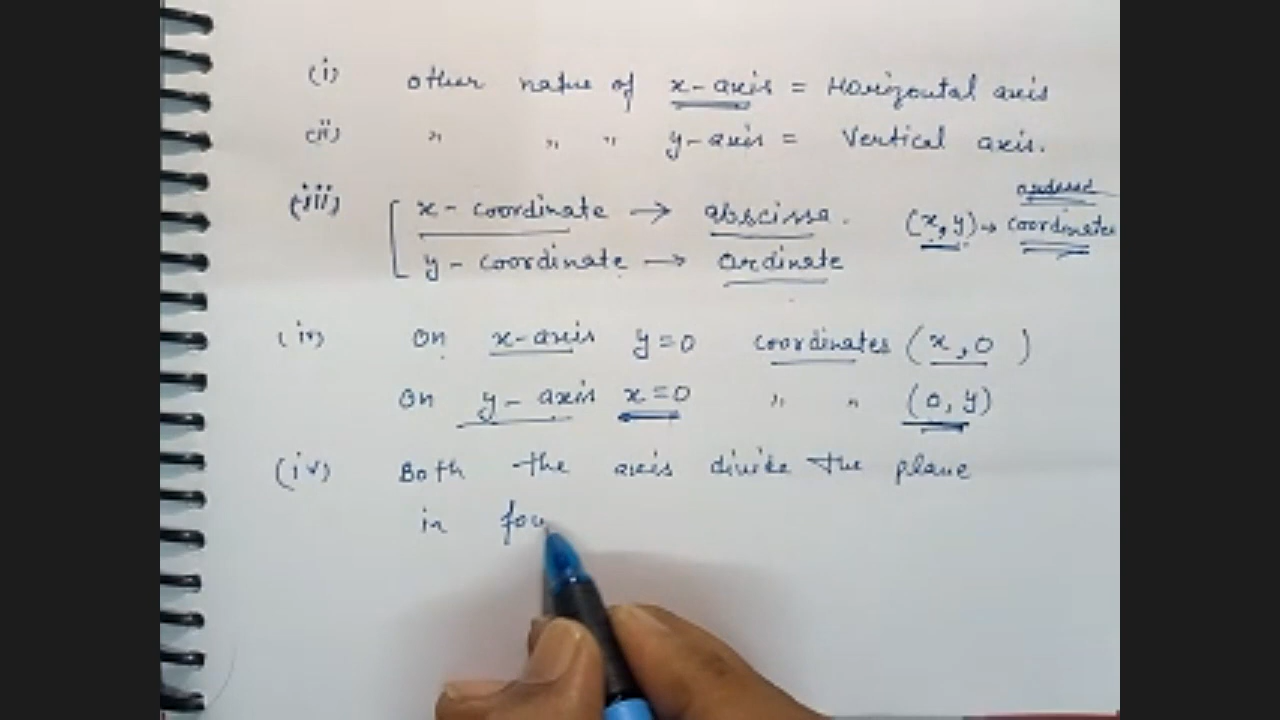 (i) other name of x-axis = Horizontal axis
(ii) " " " y-axis = Vertical axis.
ordered
(iii) [ x - coordinate → abscissa. (x, y) → coordinates
y - coordinate → ordinate
(iv) On x-axis y=0 coordinates (x, 0)
On y-axis x=0 " " (0, y)
(iv) Both the axis divide the plane
in fou